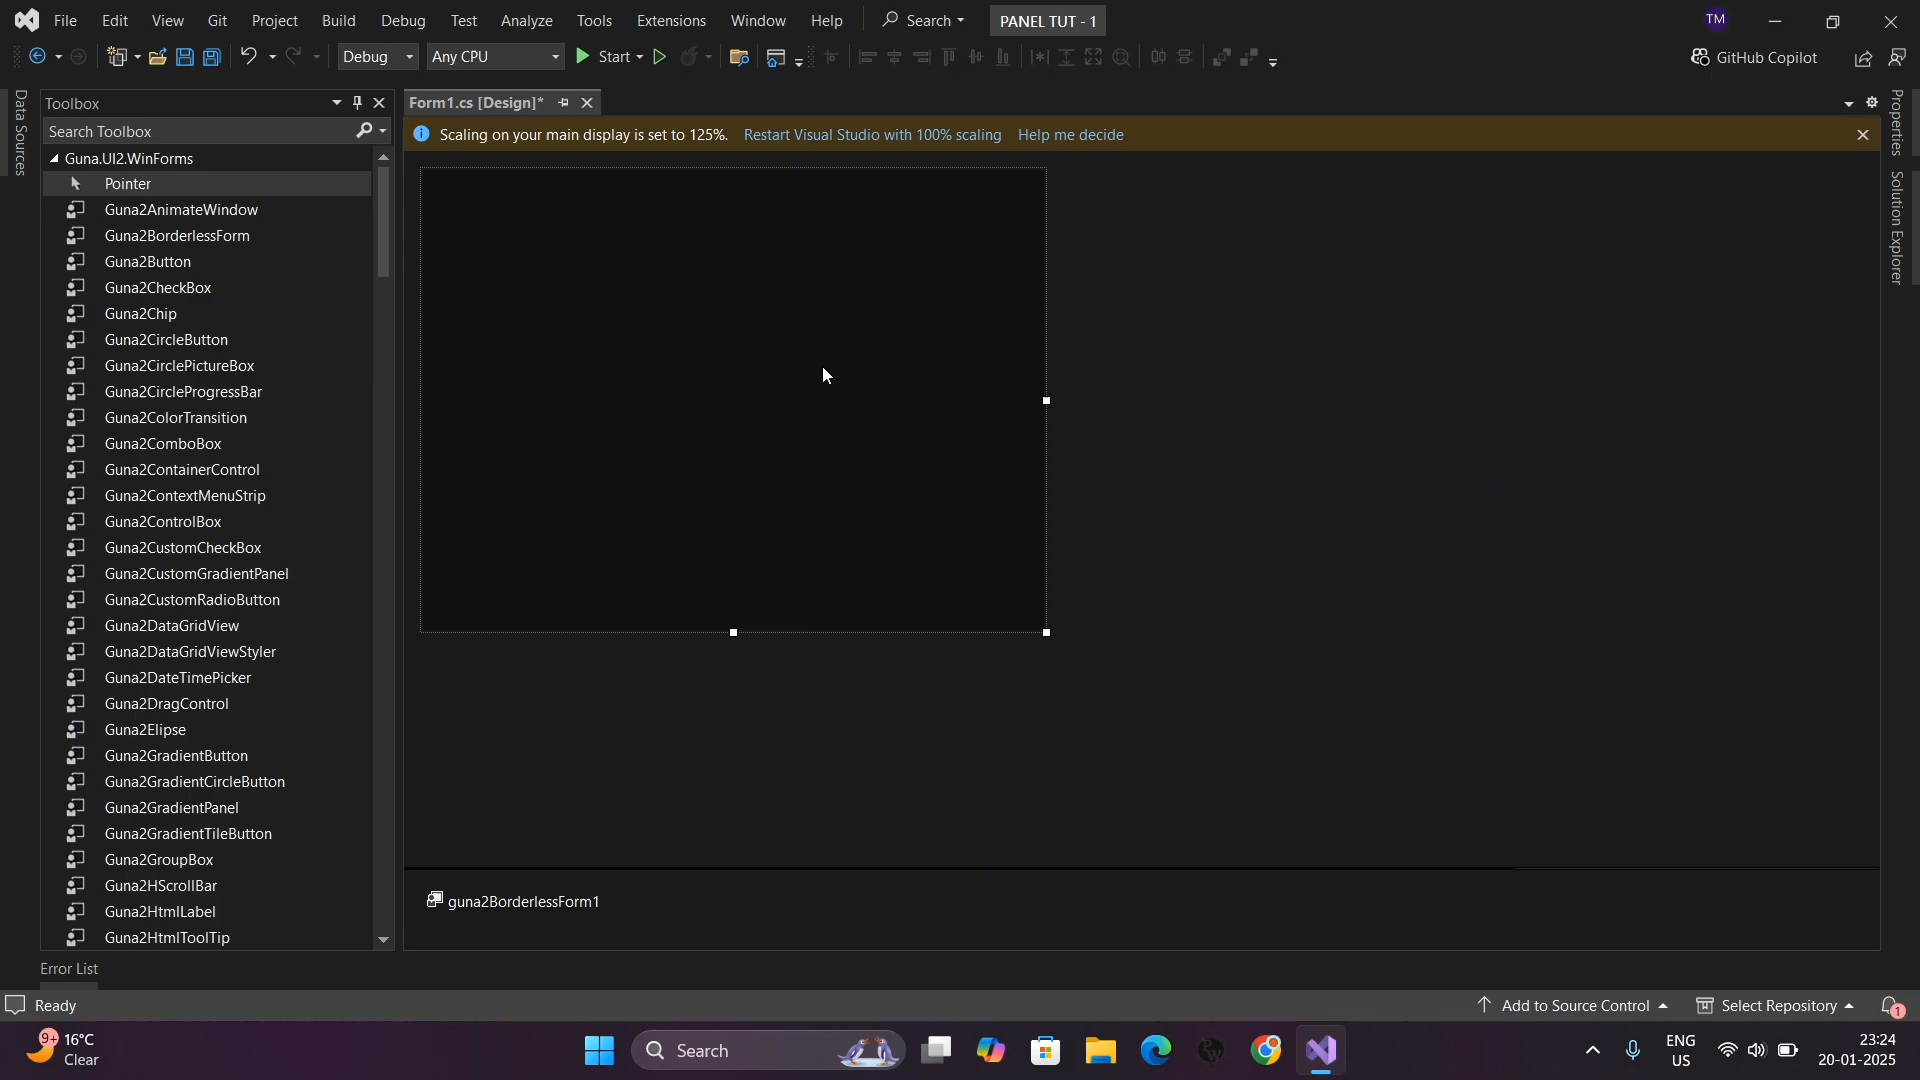 File Edit View Git Project Build Debug Test Analyze Tools Extensions Window Help Search PANEL TUT - 1 TM
Debug Any CPU Start GitHub Copilot
Data Sources
Toolbox
Search Toolbox
Guna.UI2.WinForms
Pointer
Guna2AnimateWindow
Guna2BorderlessForm
Guna2Button
Guna2CheckBox
Guna2Chip
Guna2CircleButton
Guna2CirclePictureBox
Guna2CircleProgressBar
Guna2ColorTransition
Guna2ComboBox
Guna2ContainerControl
Guna2ContextMenuStrip
Guna2ControlBox
Guna2CustomCheckBox
Guna2CustomGradientPanel
Guna2CustomRadioButton
Guna2DataGridView
Guna2DataGridViewStyler
Guna2DateTimePicker
Guna2DragControl
Guna2Elipse
Guna2GradientButton
Guna2GradientCircleButton
Guna2GradientPanel
Guna2GradientTileButton
Guna2GroupBox
Guna2HScrollBar
Guna2HtmlLabel
Guna2HtmlToolTip
Form1.cs [Design]*
Scaling on your main display is set to 125%. Restart Visual Studio with 100% scaling Help me decide
guna2BorderlessForm1
Properties
Solution Explorer
Error List
Ready Add to Source Control Select Repository 1
9+ 16°C
Clear
Search
ENG
US
23:24
20-01-2025